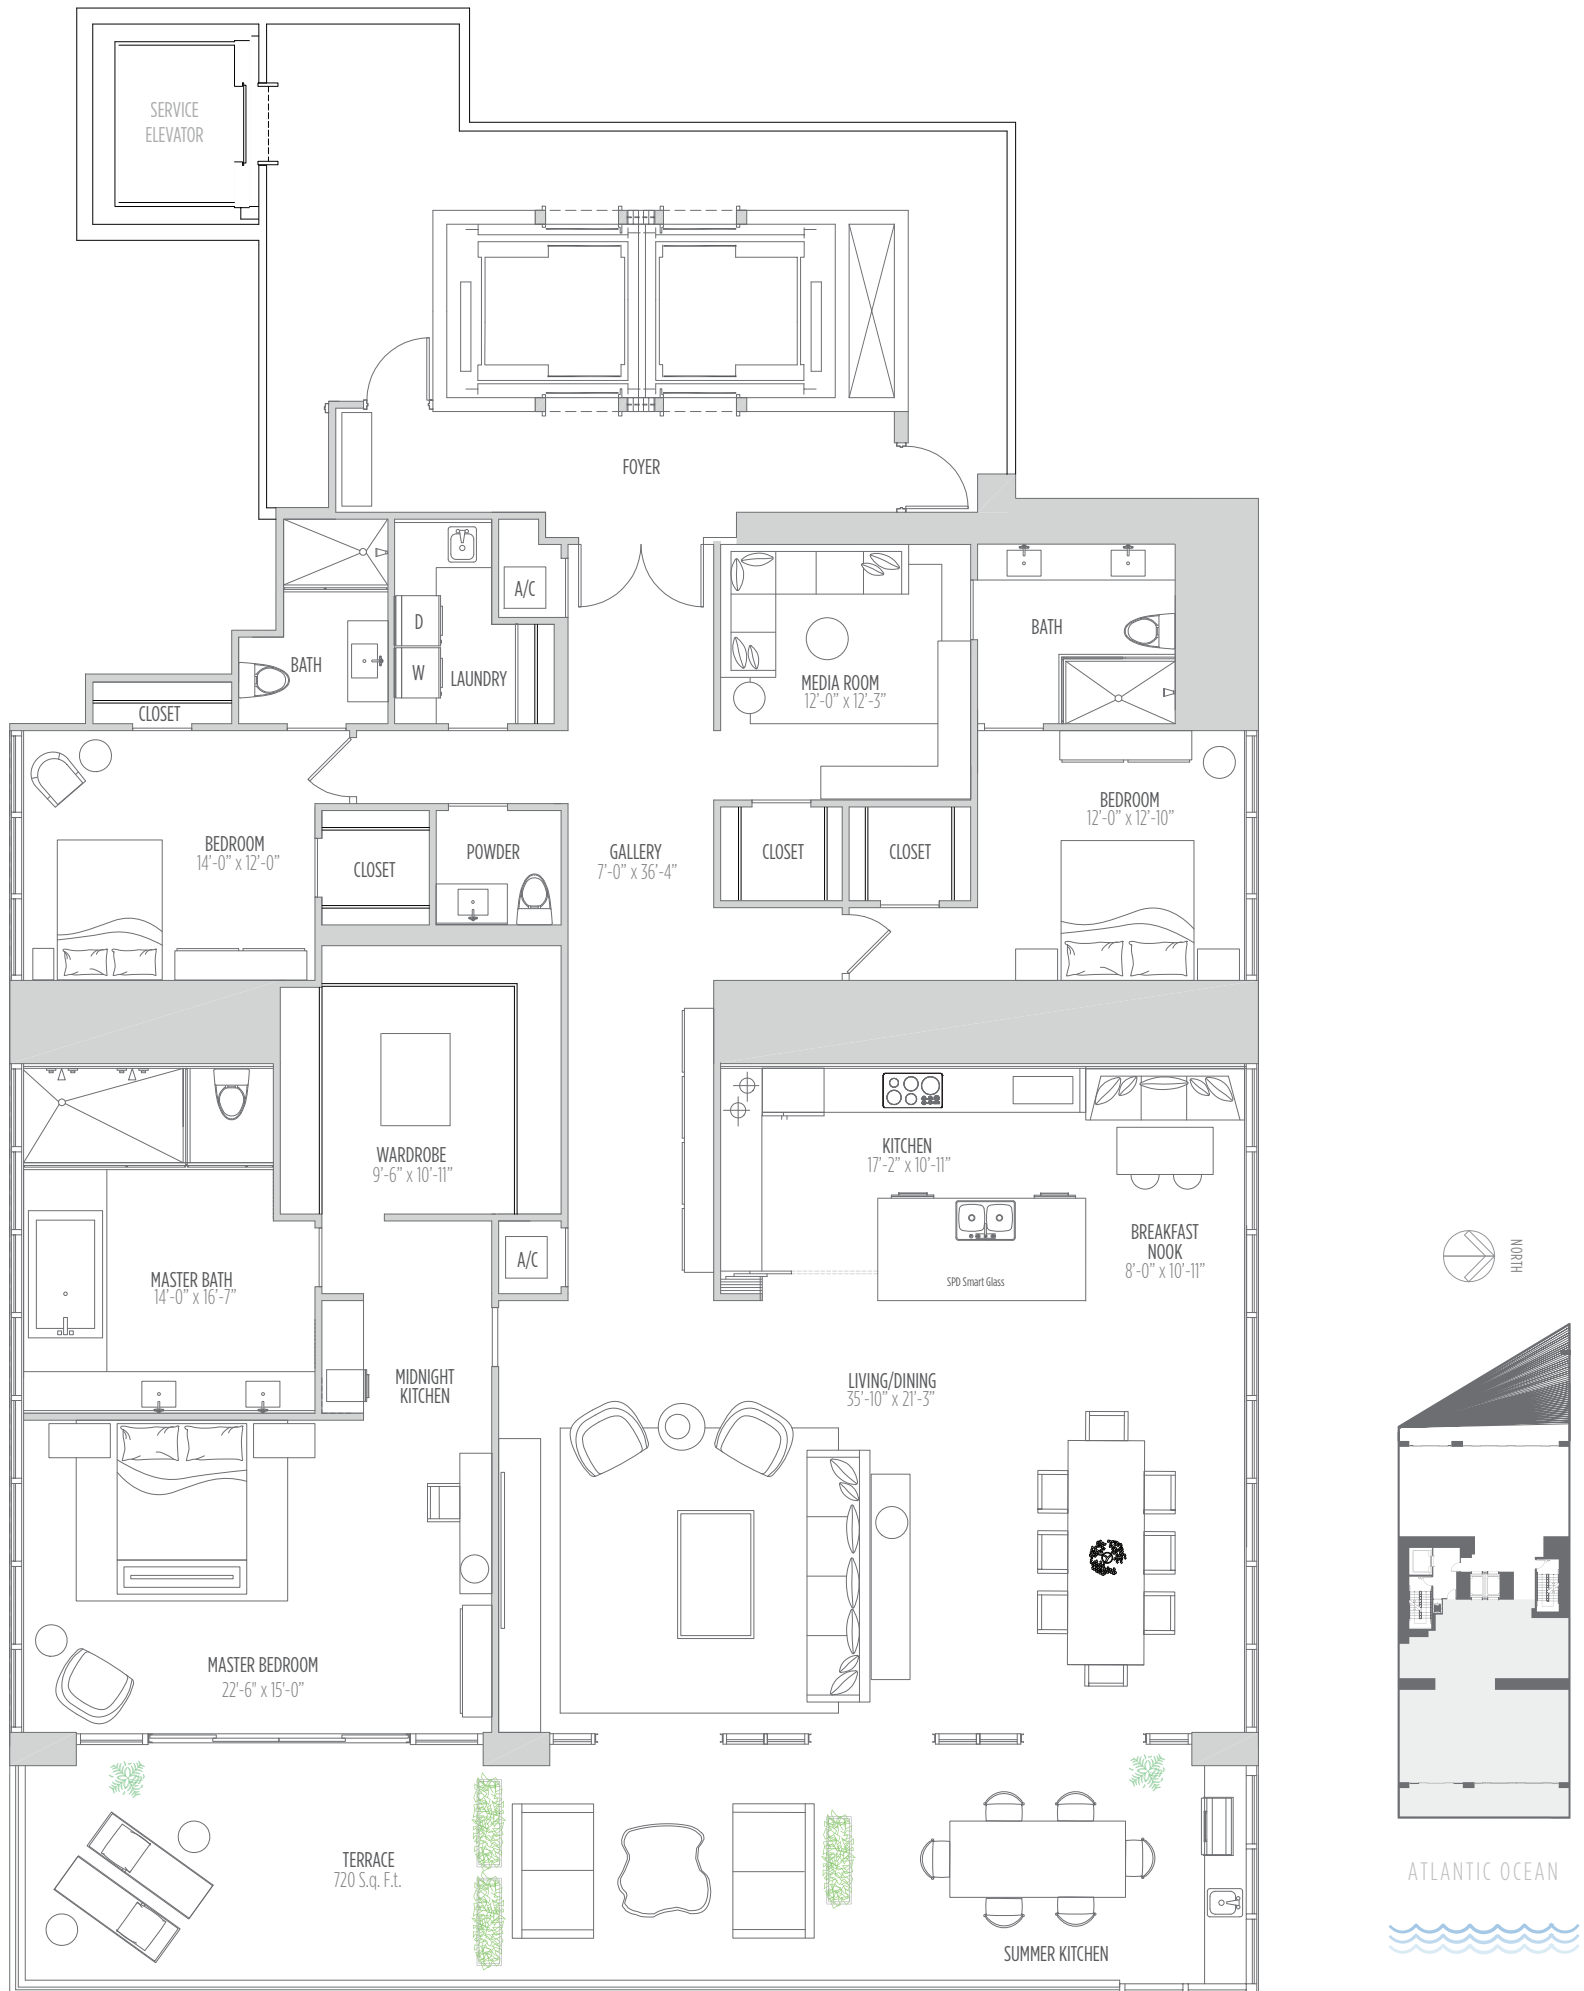 SERVICE
ELEVATOR
FOYER
A/C
D
W
BATH
LAUNDRY
CLOSET
MEDIA ROOM
12'-0" x 12'-3"
BATH
BEDROOM
14'-0" x 12'-0"
CLOSET
POWDER
GALLERY
7'-0" x 36'-4"
CLOSET
CLOSET
BEDROOM
12'-0" x 12'-10"
WARDROBE
9'-6" x 10'-11"
KITCHEN
17'-2" x 10'-11"
BREAKFAST
NOOK
8'-0" x 10'-11"
A/C
SPD Smart Glass
MASTER BATH
14'-0" x 16'-7"
MIDNIGHT
KITCHEN
LIVING/DINING
35'-10" x 21'-3"
MASTER BEDROOM
22'-6" x 15'-0"
TERRACE
720 S.q. F.t.
SUMMER KITCHEN
NORTH
ATLANTIC OCEAN